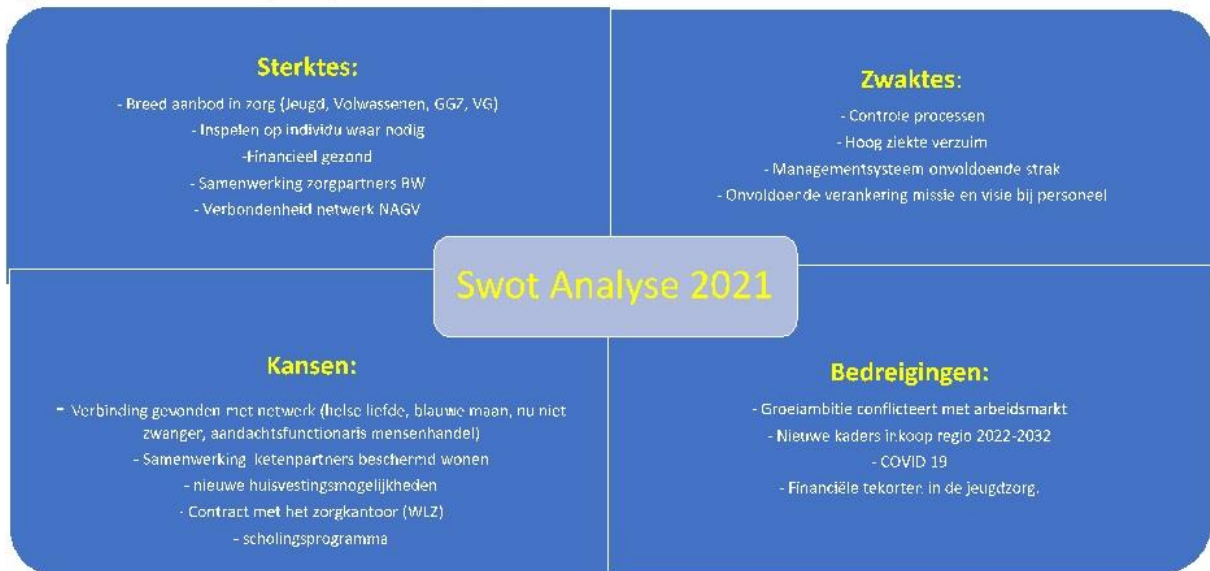 Sterktes:
- Breed aanbod in zorg (Jeugd, Volwassenen, GGZ, VG)
- Inspelen op individu waar nodig
-Financieel gezond
- Samenwerking zorgpartners BW
- Verbondenheid netwerk NAGV
Zwaktes:
- Controle processen
- Hoog ziekte verzuim
- Managementsysteem onvoldoende strak
- Onvoldoende verankering missie en visie bij personeel
Swot Analyse 2021
Kansen:
- Verbinding gevonden met netwerk (helse liefde, blauwe maan, nu niet
zwanger, aandachtsfunctionaris mensenhandel)
- Samenwerking ketenpartners beschermd wonen
- nieuwe huisvestingsmogelijkheden
- Contract met het zorgkantoor (WLZ)
- scholingsprogramma
Bedreigingen:
- Groeiambitie conflicteert met arbeidsmarkt
- Nieuwe kaders inkoop regio 2022-2032
- COVID 19
- Financiële tekorten in de jeugdzorg.